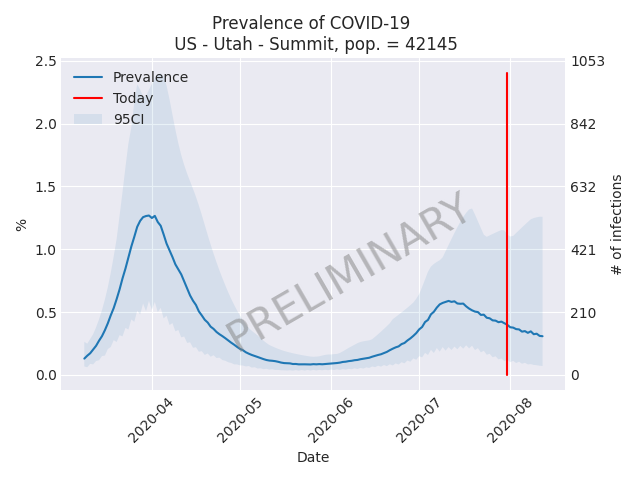 Prevalence of COVID-19
US - Utah - Summit, pop. = 42145
Prevalence
Today
95CI
PRELIMINARY
2.5
2.0
1.5
1.0
0.5
0.0
%
1053
842
632
421
210
0
# of infections
2020-04
2020-05
2020-06
2020-07
2020-08
Date